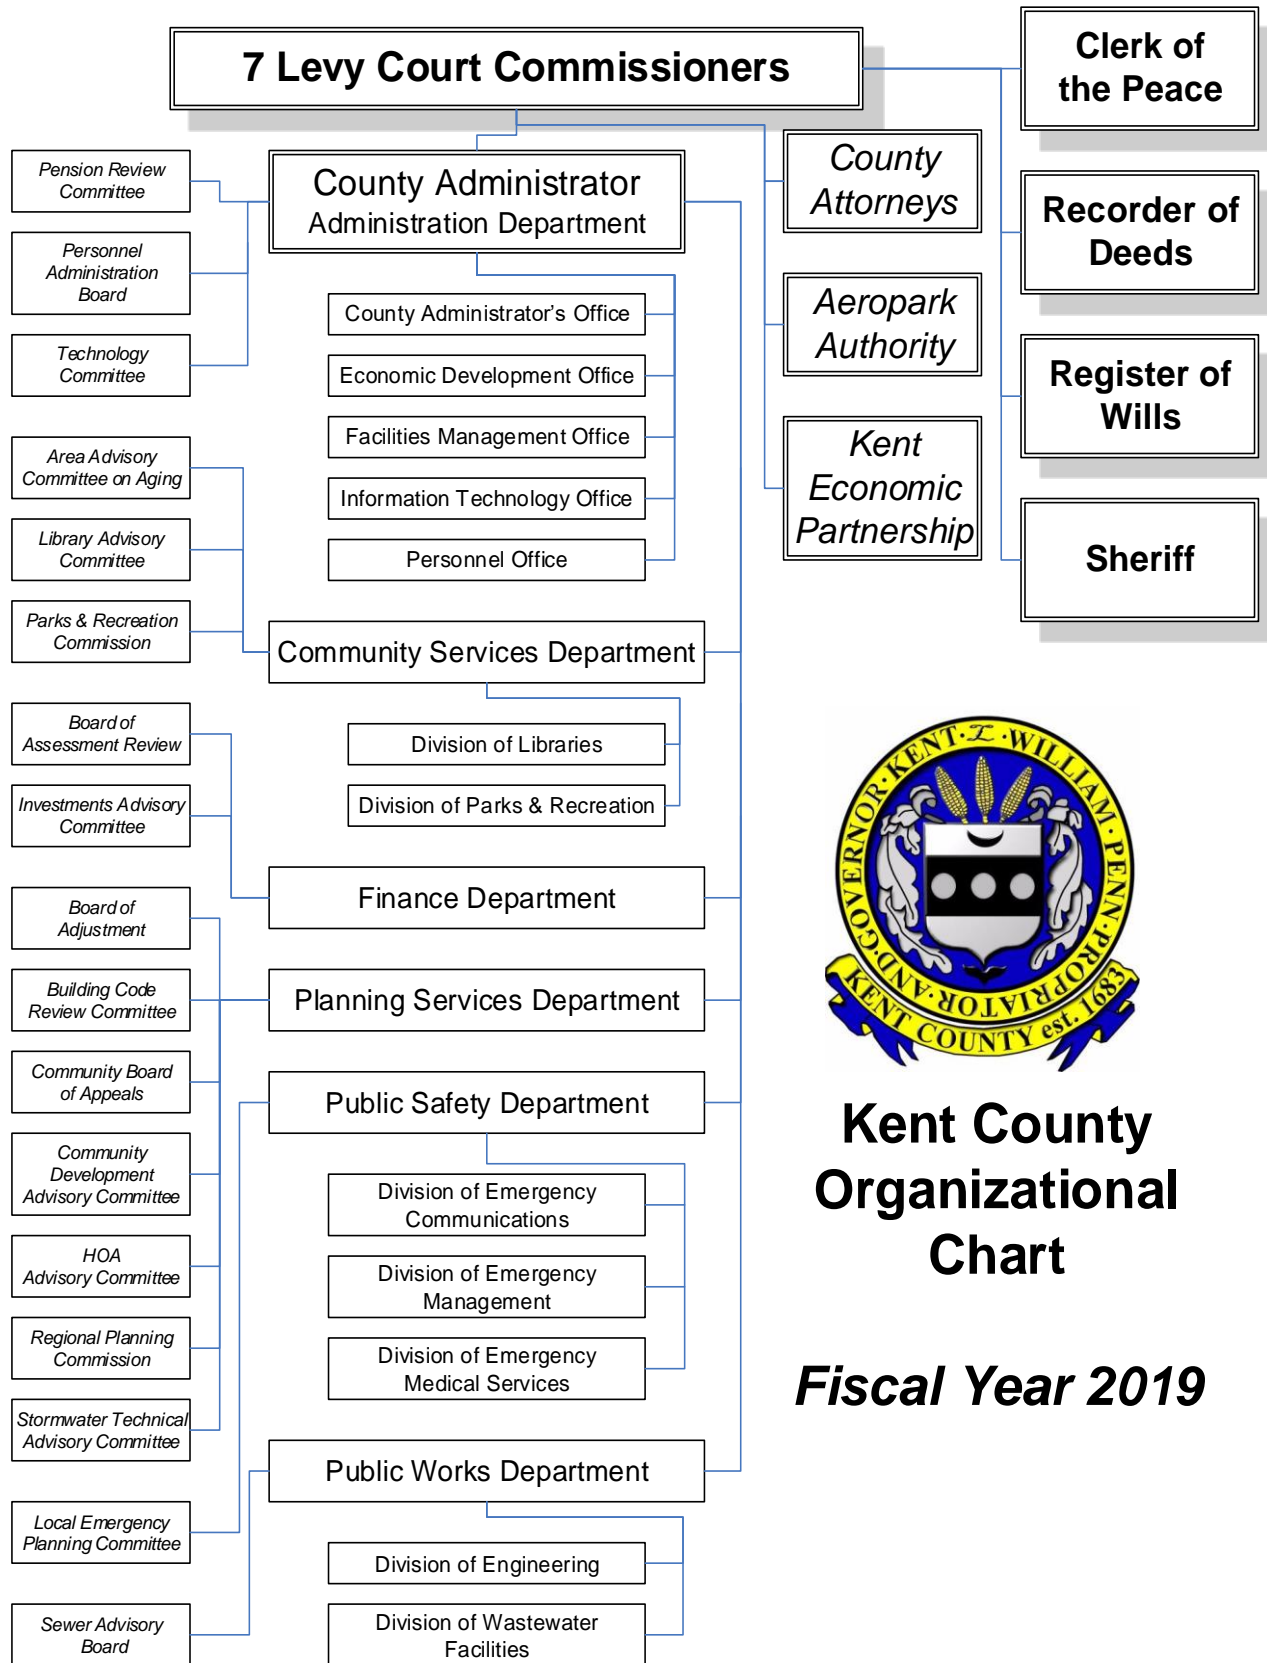 7 Levy Court Commissioners
Clerk of
the Peace
Recorder of
Deeds
Register of
Wills
Sheriff
County
Attorneys
Aeropark
Authority
Kent
Economic
Partnership
County Administrator
Administration Department
Pension Review
Committee
Personnel
Administration
Board
Technology
Committee
County Administrator's Office
Economic Development Office
Facilities Management Office
Information Technology Office
Personnel Office
Area Advisory
Committee on Aging
Library Advisory
Committee
Parks & Recreation
Commission
Community Services Department
Division of Libraries
Division of Parks & Recreation
Board of
Assessment Review
Investments Advisory
Committee
Finance Department
Board of
Adjustment
Building Code
Review Committee
Community Board
of Appeals
Community
Development
Advisory Committee
HOA
Advisory Committee
Regional Planning
Commission
Stormwater Technical
Advisory Committee
Planning Services Department
Public Safety Department
Division of Emergency
Communications
Division of Emergency
Management
Division of Emergency
Medical Services
Local Emergency
Planning Committee
Public Works Department
Division of Engineering
Division of Wastewater
Facilities
Sewer Advisory
Board
KENT · WILLIAM · PENN · PROPRIATOR · AND · GOVERNOR ·
KENT COUNTY est. 1683
Kent County
Organizational
Chart
Fiscal Year 2019